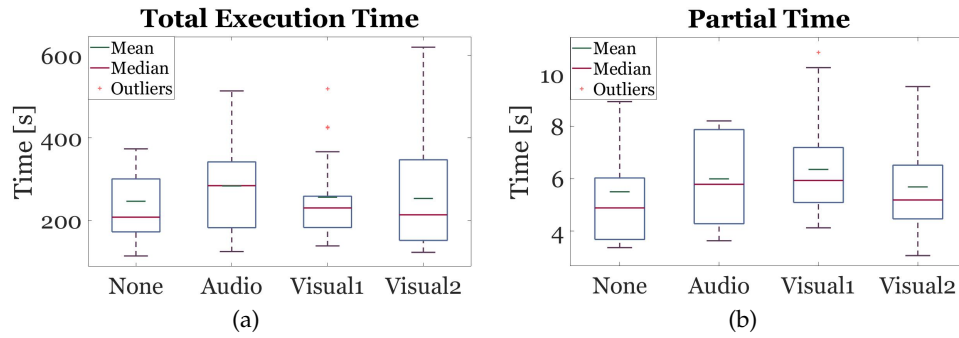 Total Execution Time
Mean
Median
Outliers
600
400
200
Time [s]
None Audio Visual1 Visual2
(a)
Partial Time
Mean
Median
Outliers
10
8
6
4
Time [s]
None Audio Visual1 Visual2
(b)